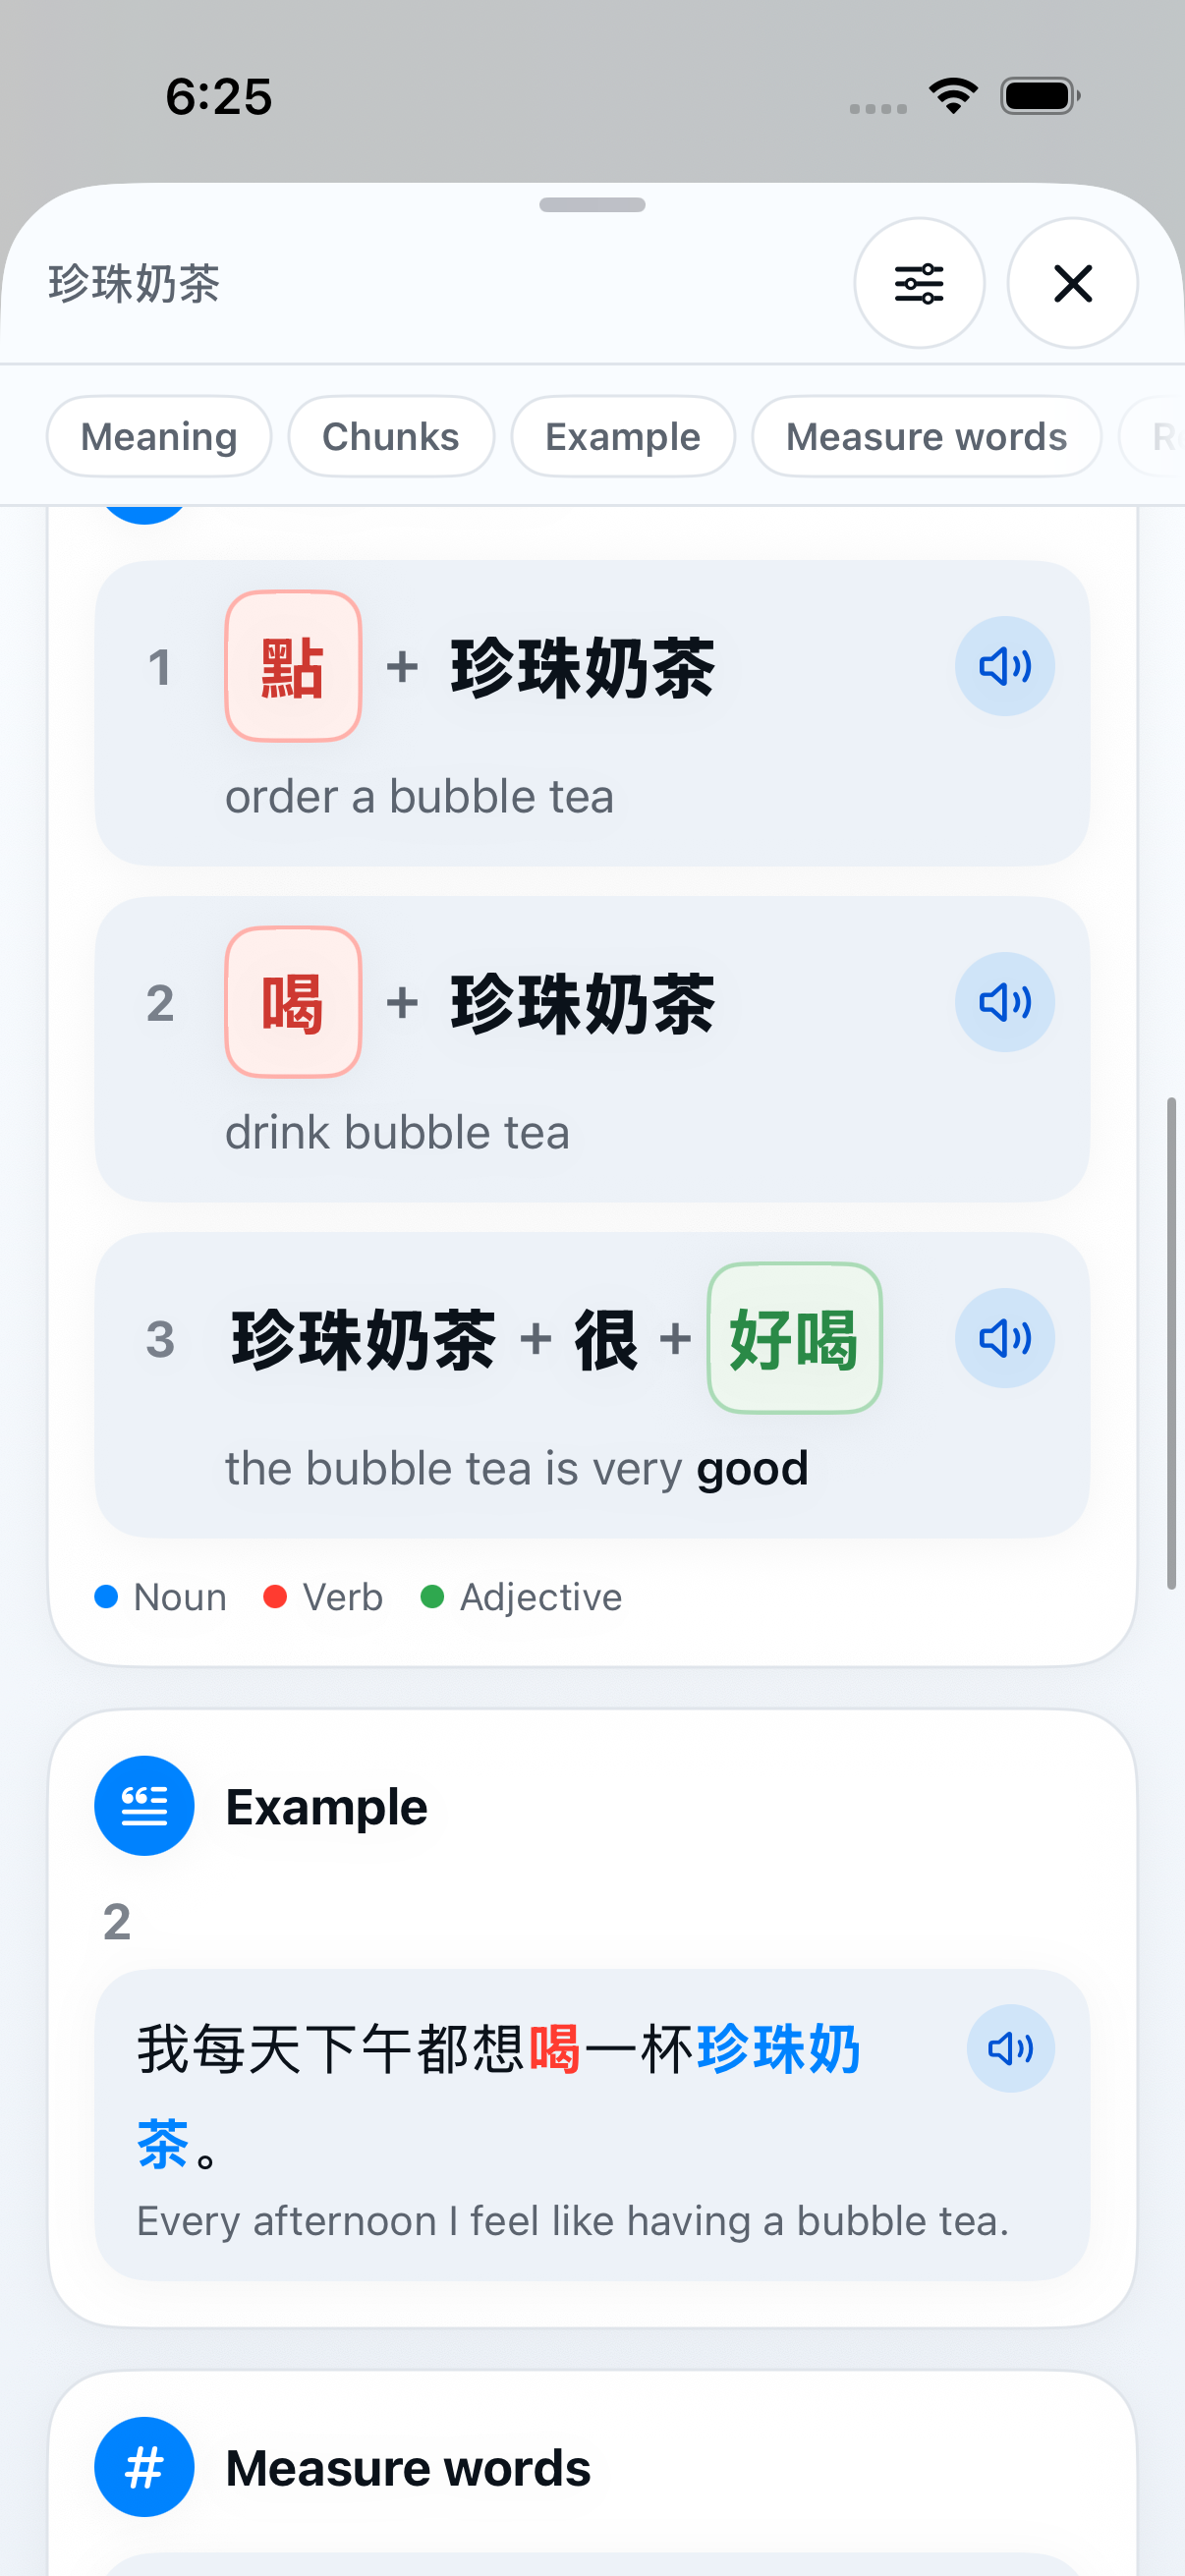 6:25
珍珠奶茶
Meaning
Chunks
Example
Measure words
1
點 + 珍珠奶茶
order a bubble tea
2
喝 + 珍珠奶茶
drink bubble tea
3
珍珠奶茶 + 很 + 好喝
the bubble tea is very good
Noun
Verb
Adjective
Example
2
我每天下午都想喝一杯珍珠奶
茶。
Every afternoon I feel like having a bubble tea.
# Measure words